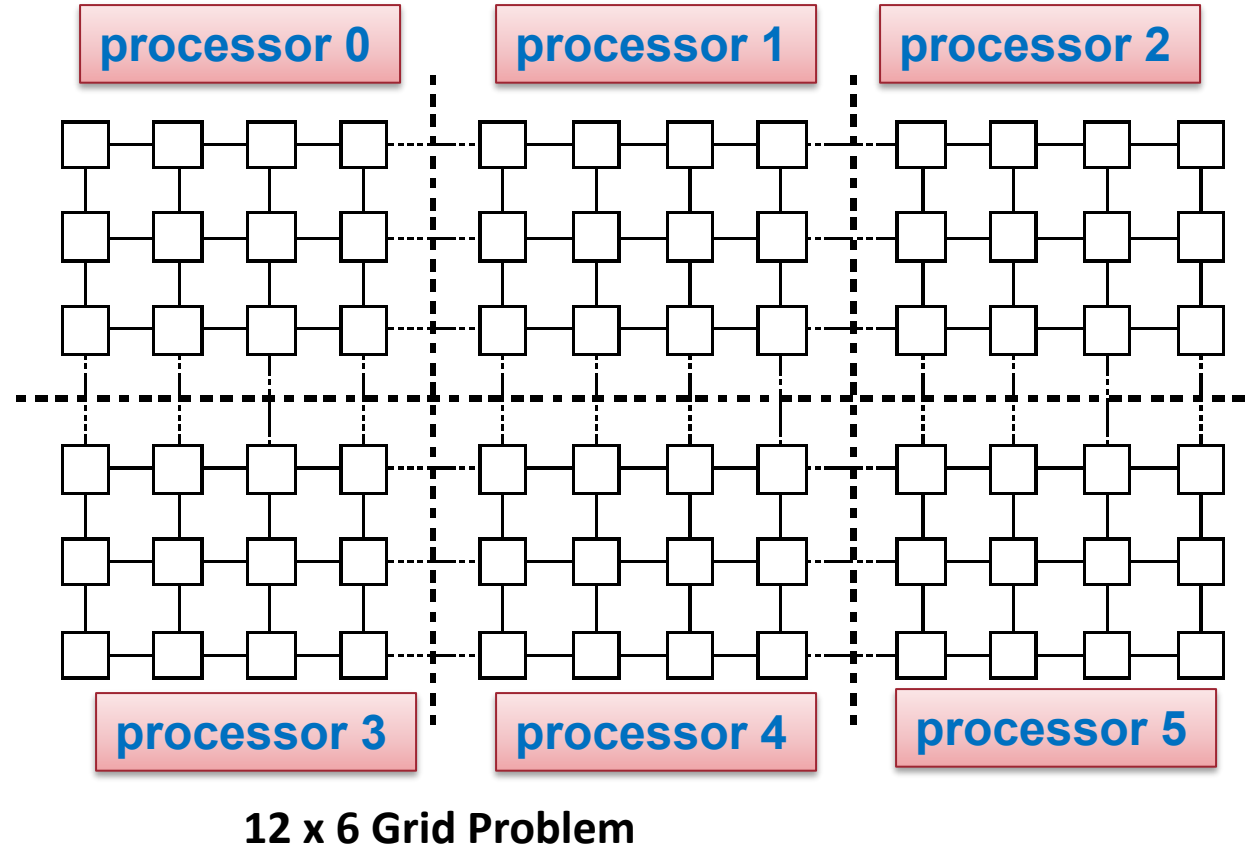 processor 0
processor 1
processor 2
processor 3
processor 4
processor 5
12 x 6 Grid Problem